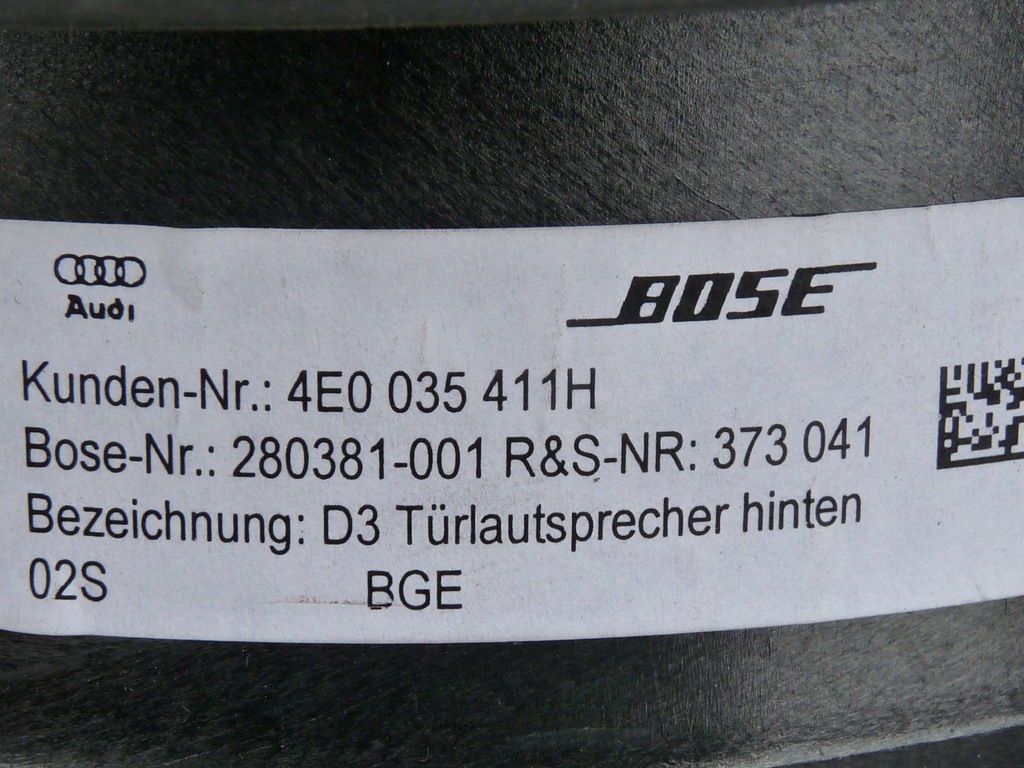 Audi
BOSE
Kunden-Nr.: 4E0 035 411H
Bose-Nr.: 280381-001 R&S-NR: 373 041
Bezeichnung: D3 Türlautsprecher hinten
02S BGE